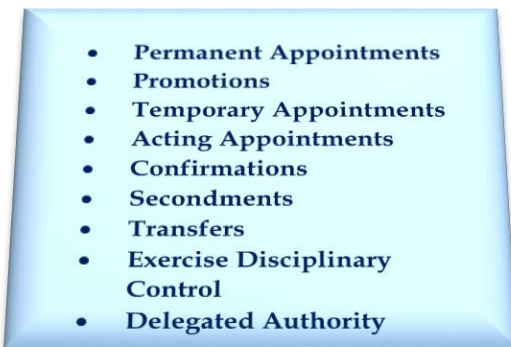 • Permanent Appointments
• Promotions
• Temporary Appointments
• Acting Appointments
• Confirmations
• Secondments
• Transfers
• Exercise Disciplinary
Control
• Delegated Authority